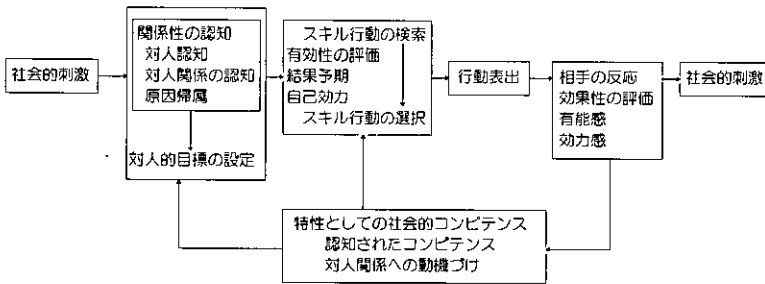 社会的刺激
関係性の認知
対人認知
対人関係の認知
原因帰属
対人的目標の設定
スキル行動の検索
有効性の評価
結果予期
自己効力
スキル行動の選択
行動表出
相手の反応
効果性の評価
有能感
効力感
社会的刺激
特性としての社会的コンピテンス
認知されたコンピテンス
対人関係への動機づけ